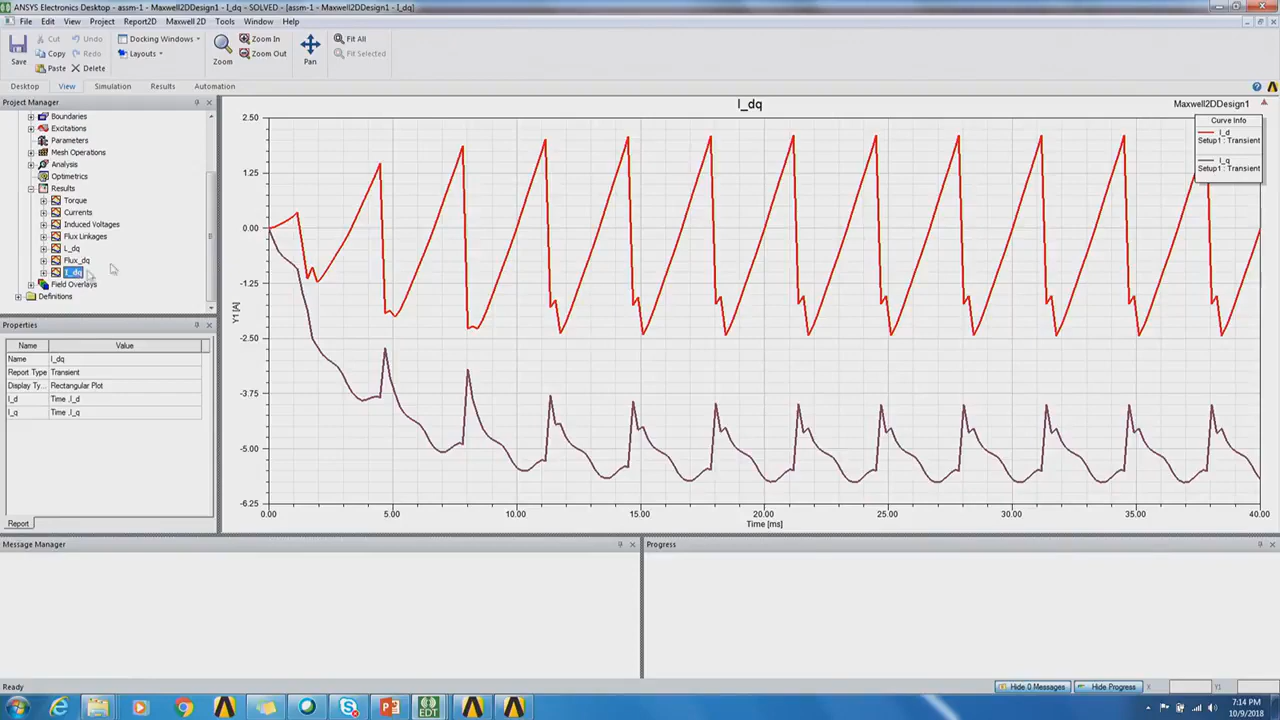 ANSYS Electronics Desktop - assm-1 - Maxwell2DDesign1 - I_dq - SOLVED - [assm-1 - Maxwell2DDesign1 - I_dq]
File Edit View Project Report2D Maxwell 2D Tools Window Help
Save Cut Undo Copy Redo Paste Delete Docking Windows Layouts Zoom Zoom In Zoom Out Pan Fit All Fit Selected
Desktop View Simulation Results Automation
Project Manager
Boundaries
Excitations
Parameters
Mesh Operations
Analysis
Optimetrics
Results
Torque
Currents
Induced Voltages
Flux Linkages
L_dq
Flux_dq
I_dq
Field Overlays
Definitions
Properties
Name Value
Name I_dq
Report Type Transient
Display Ty... Rectangular Plot
I_d Time ,I_d
I_q Time ,I_q
Report
I_dq
Maxwell2DDesign1
Curve Info
I_d
Setup1 : Transient
I_q
Setup1 : Transient
Y1 [A]
2.50
1.25
0.00
-1.25
-2.50
-3.75
-5.00
-6.25
0.00 5.00 10.00 15.00 20.00 25.00 30.00 35.00 40.00
Time [ms]
Message Manager
Progress
Ready
Hide 0 Messages Hide Progress X Y1
EDT
7:14 PM
10/9/2018